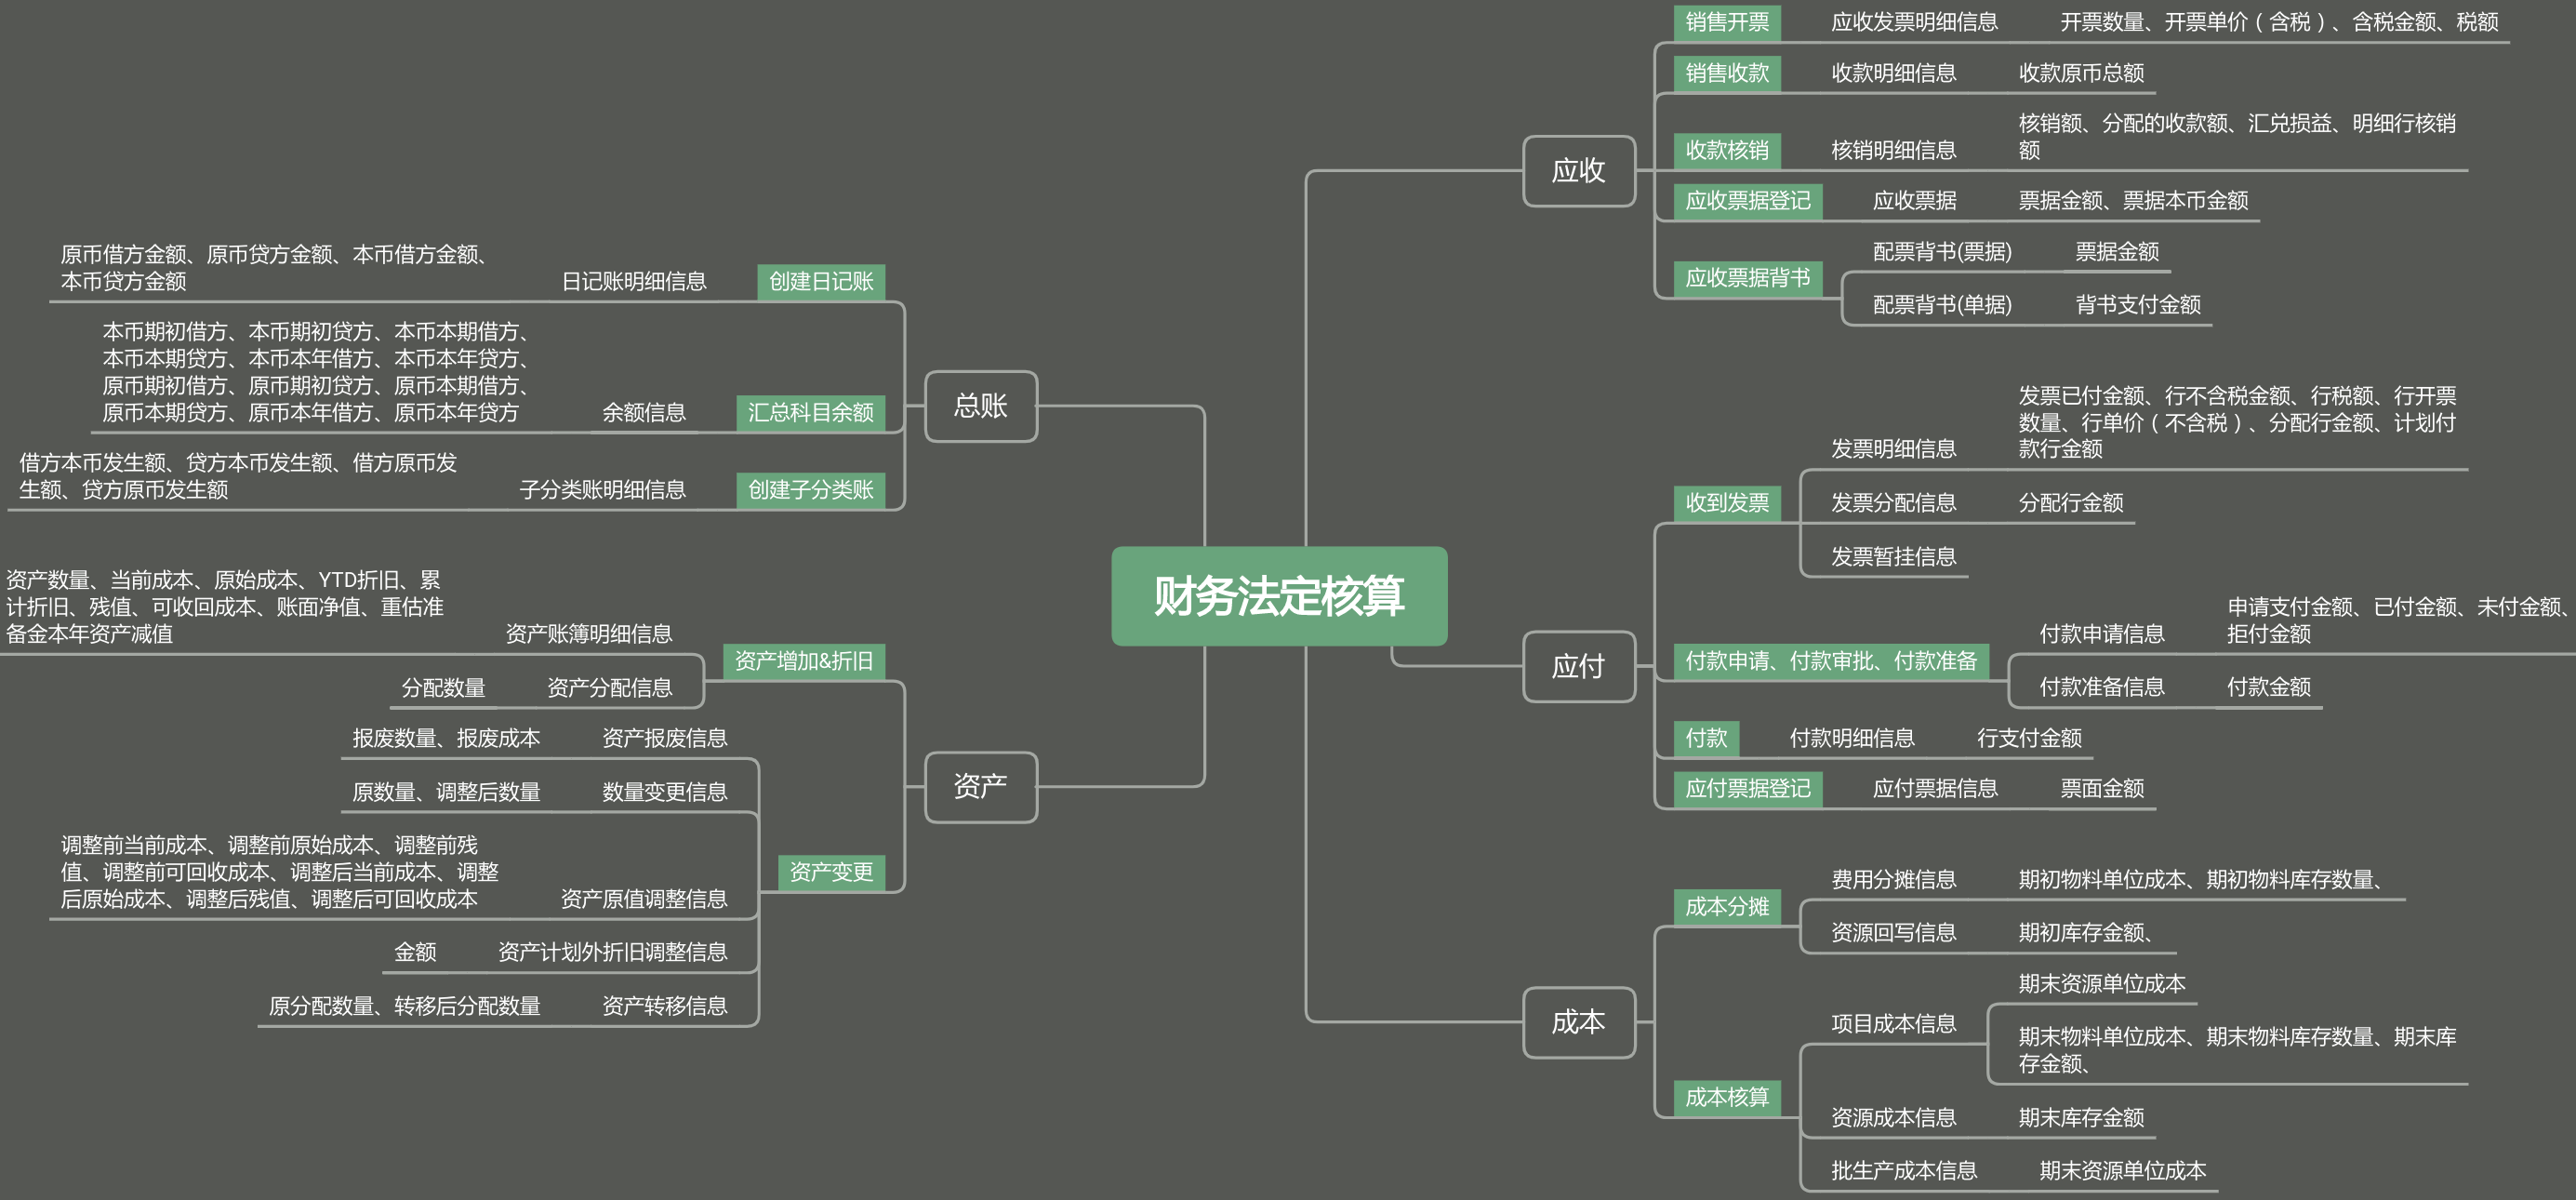 财务法定核算
应收
销售开票
应收发票明细信息
开票数量、开票单价（含税）、含税金额、税额
销售收款
收款明细信息
收款原币总额
收款核销
核销明细信息
核销额、分配的收款额、汇兑损益、明细行核销
额
应收票据登记
应收票据
票据金额、票据本币金额
应收票据背书
配票背书(票据)
票据金额
配票背书(单据)
背书支付金额
应付
收到发票
发票明细信息
发票已付金额、行不含税金额、行税额、行开票
数量、行单价（不含税）、分配行金额、计划付
款行金额
发票分配信息
分配行金额
发票暂挂信息
付款申请、付款审批、付款准备
付款申请信息
申请支付金额、已付金额、未付金额、
拒付金额
付款准备信息
付款金额
付款
付款明细信息
行支付金额
应付票据登记
应付票据信息
票面金额
成本
成本分摊
费用分摊信息
期初物料单位成本、期初物料库存数量、
资源回写信息
期初库存金额、
成本核算
项目成本信息
期末资源单位成本
期末物料单位成本、期末物料库存数量、期末库
存金额、
资源成本信息
期末库存金额
批生产成本信息
期末资源单位成本
总账
创建日记账
日记账明细信息
原币借方金额、原币贷方金额、本币借方金额、
本币贷方金额
汇总科目余额
余额信息
本币期初借方、本币期初贷方、本币本期借方、
本币本期贷方、本币本年借方、本币本年贷方、
原币期初借方、原币期初贷方、原币本期借方、
原币本期贷方、原币本年借方、原币本年贷方
创建子分类账
子分类账明细信息
借方本币发生额、贷方本币发生额、借方原币发
生额、贷方原币发生额
资产
资产增加&折旧
资产账簿明细信息
资产数量、当前成本、原始成本、YTD折旧、累
计折旧、残值、可收回成本、账面净值、重估准
备金本年资产减值
资产分配信息
分配数量
资产变更
资产报废信息
报废数量、报废成本
数量变更信息
原数量、调整后数量
资产原值调整信息
调整前当前成本、调整前原始成本、调整前残
值、调整前可回收成本、调整后当前成本、调整
后原始成本、调整后残值、调整后可回收成本
资产计划外折旧调整信息
金额
资产转移信息
原分配数量、转移后分配数量